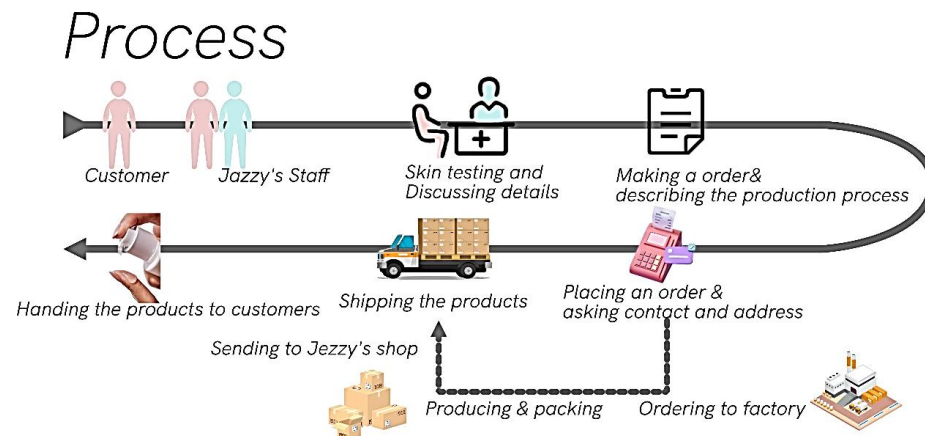 Process
Customer
Jazzy's Staff
Skin testing and
Discussing details
Making a order&
describing the production process
Handing the products to customers
Shipping the products
Placing an order &
asking contact and address
Sending to Jezzy's shop
Producing & packing
Ordering to factory